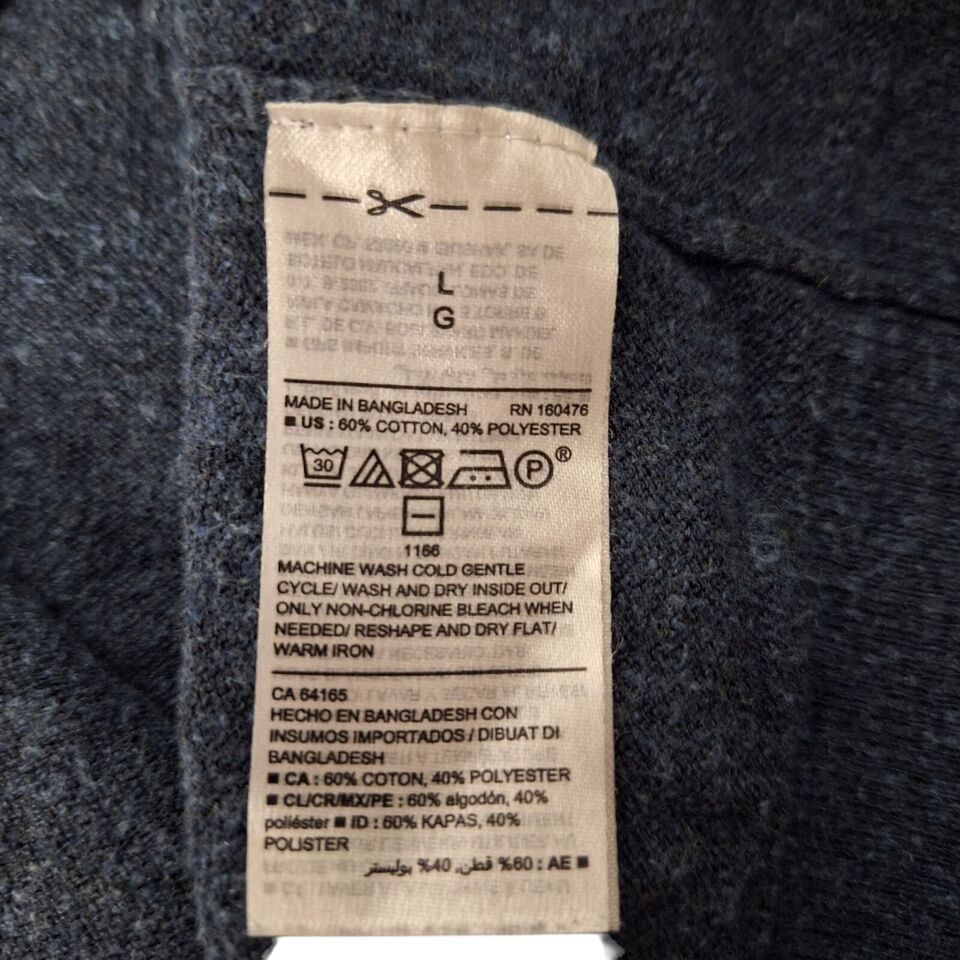 L
G
MADE IN BANGLADESH RN 160476
■ US : 60% COTTON, 40% POLYESTER
30 P ®
1166
MACHINE WASH COLD GENTLE
CYCLE/ WASH AND DRY INSIDE OUT/
ONLY NON-CHLORINE BLEACH WHEN
NEEDED/ RESHAPE AND DRY FLAT/
WARM IRON
CA 64165
HECHO EN BANGLADESH CON
INSUMOS IMPORTADOS / DIBUAT DI
BANGLADESH
■ CA : 60% COTON, 40% POLYESTER
■ CL/CR/MX/PE : 60% algodón, 40%
poliéster ■ ID : 60% KAPAS, 40%
POLISTER
■ AE : 60% قطن, 40% بوليستر